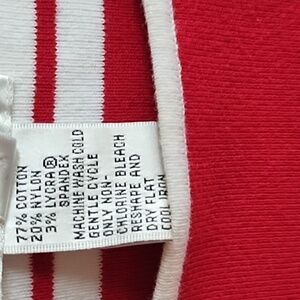 77% COTTON
20% NYLON
3% LYCRA®
SPANDEX
MACHINE WASH COLD
GENTLE CYCLE
ONLY NON-
CHLORINE BLEACH
RESHAPE AND
DRY FLAT
COOL IRON